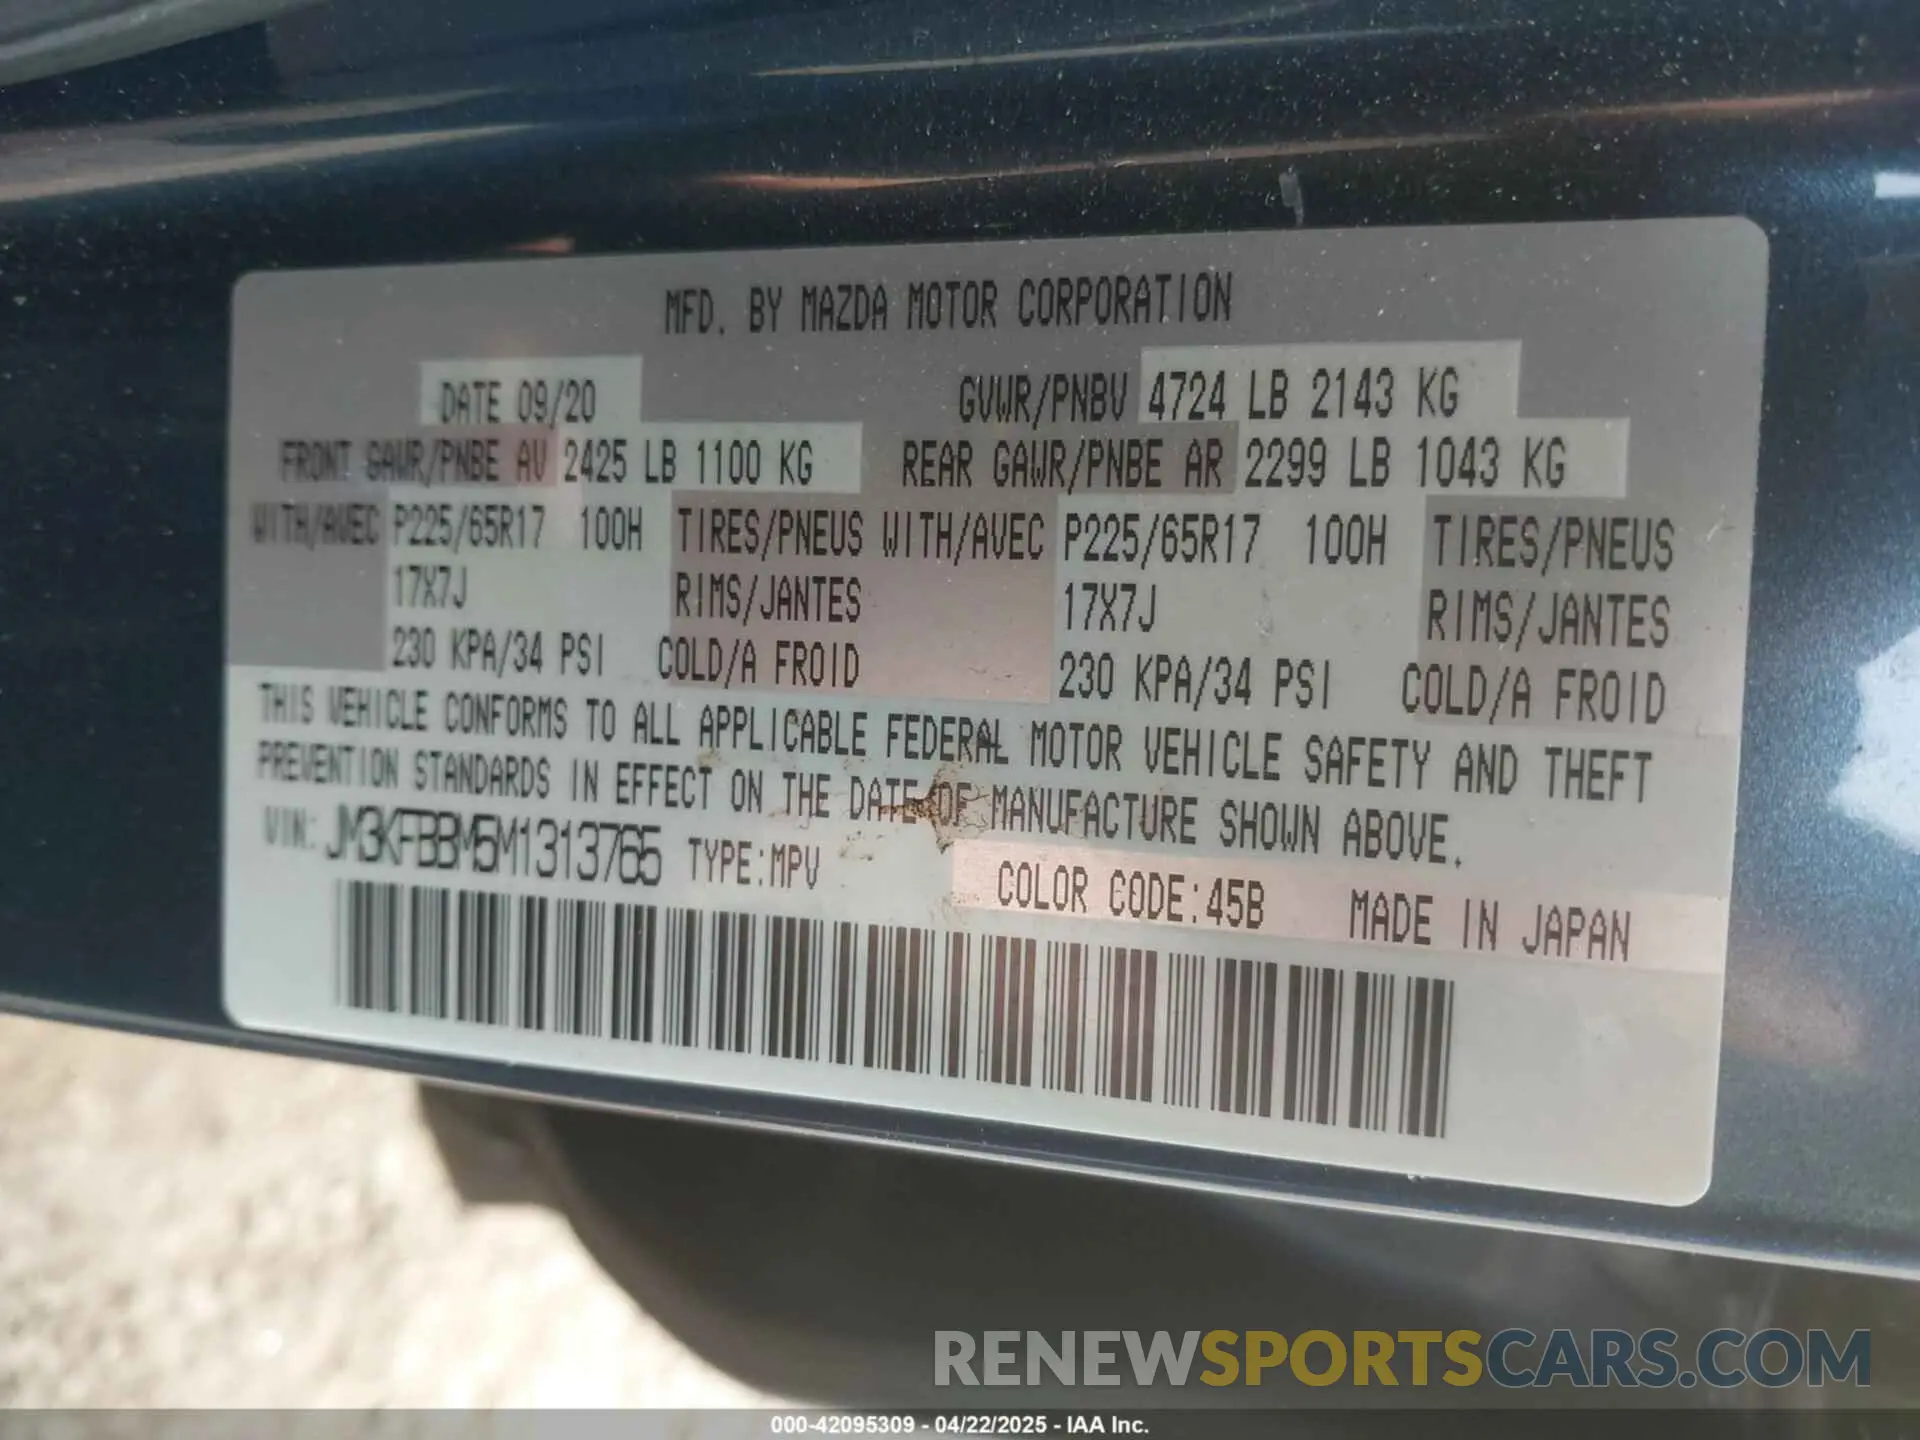 MFD. BY MAZDA MOTOR CORPORATION
DATE 09/20 GVWR/PNBV 4724 LB 2143 KG
FRONT GAWR/PNBE AV 2425 LB 1100 KG REAR GAWR/PNBE AR 2299 LB 1043 KG
WITH/AVEC P225/65R17 100H TIRES/PNEUS WITH/AVEC P225/65R17 100H TIRES/PNEUS
17X7J RIMS/JANTES 17X7J RIMS/JANTES
230 KPA/34 PSI COLD/A FROID 230 KPA/34 PSI COLD/A FROID
THIS VEHICLE CONFORMS TO ALL APPLICABLE FEDERAL MOTOR VEHICLE SAFETY AND THEFT
PREVENTION STANDARDS IN EFFECT ON THE DATE OF MANUFACTURE SHOWN ABOVE.
VIN: JM3KFBBM5M1313765 TYPE:MPV COLOR CODE:45B MADE IN JAPAN
RENEWSPORTSCARS.COM
000-42095309 - 04/22/2025 - IAA Inc.